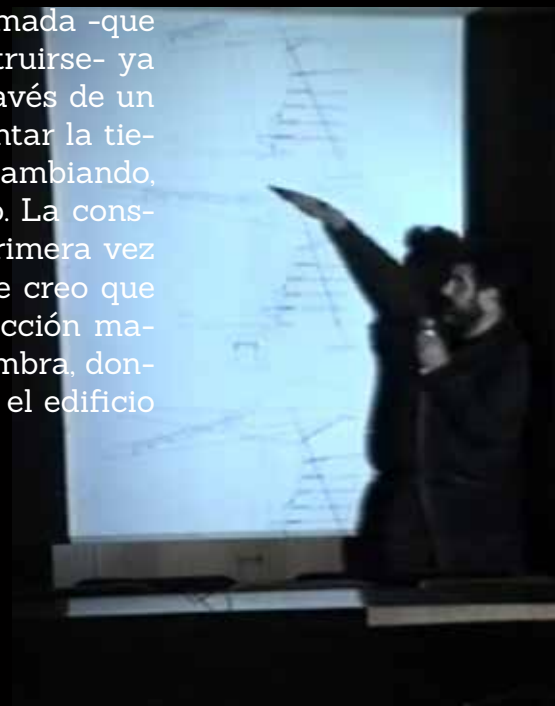 mada -que
truirse- ya
avés de un
ntar la tie-
ambiando,
o. La cons-
rimera vez
e creo que
cción ma-
mbra, don-
el edificio